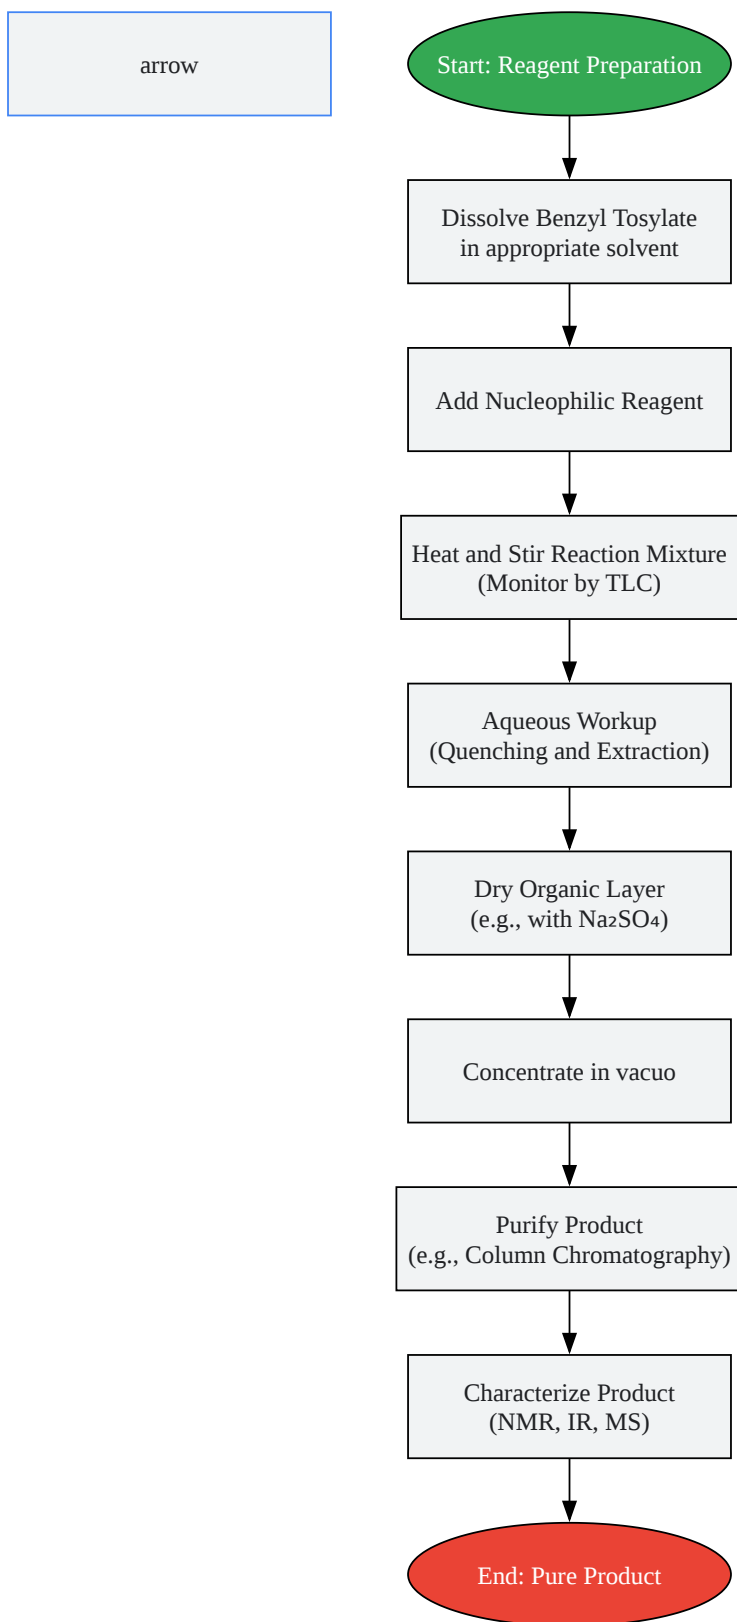 arrow
Start: Reagent Preparation
Dissolve Benzyl Tosylate
in appropriate solvent
Add Nucleophilic Reagent
Heat and Stir Reaction Mixture
(Monitor by TLC)
Aqueous Workup
(Quenching and Extraction)
Dry Organic Layer
(e.g., with Na₂SO₄)
Concentrate in vacuo
Purify Product
(e.g., Column Chromatography)
Characterize Product
(NMR, IR, MS)
End: Pure Product